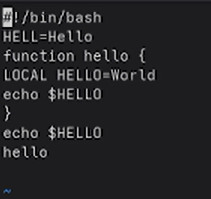 #!/bin/bash
HELL=Hello
function hello {
LOCAL HELLO=World
echo $HELLO
}
echo $HELLO
hello
~